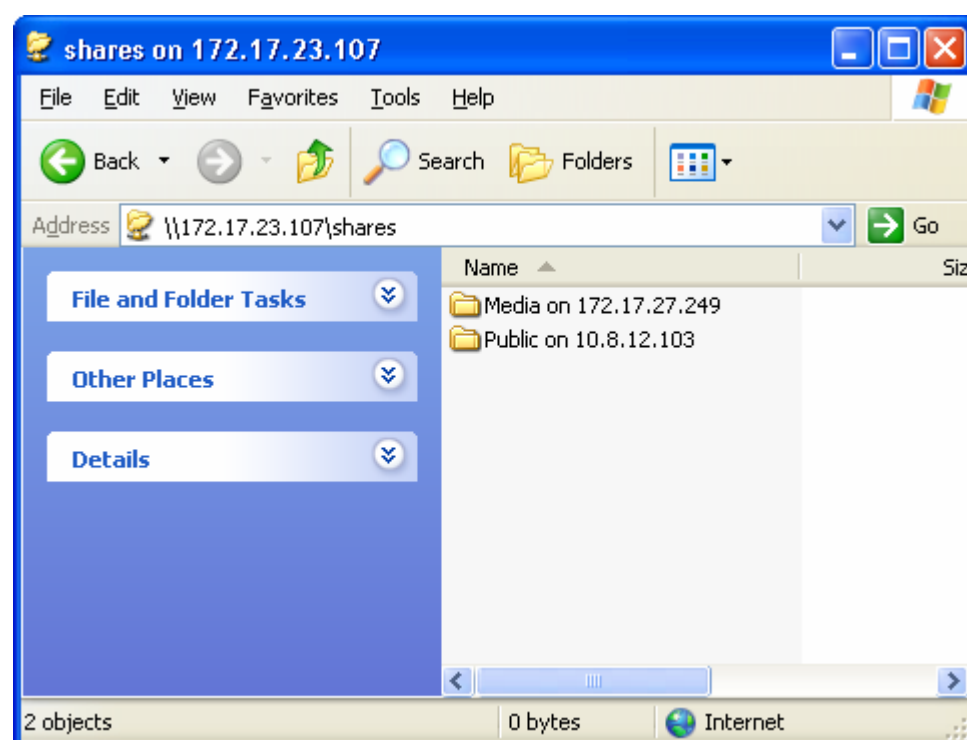 shares on 172.17.23.107
File Edit View Favorites Tools Help
Back Search Folders
Address \\172.17.23.107\shares Go
Name Siz
File and Folder Tasks
Media on 172.17.27.249
Public on 10.8.12.103
Other Places
Details
2 objects 0 bytes Internet